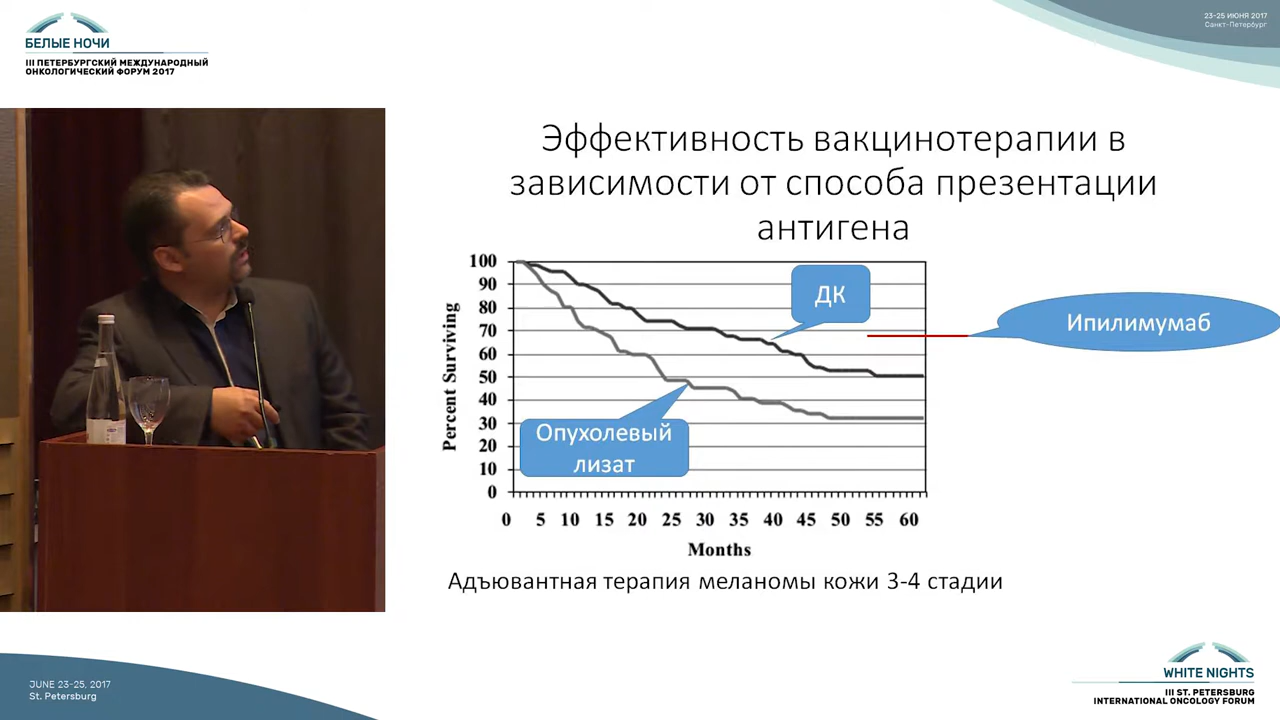 БЕЛЫЕ НОЧИ
III ПЕТЕРБУРГСКИЙ МЕЖДУНАРОДНЫЙ
ОНКОЛОГИЧЕСКИЙ ФОРУМ 2017
23-25 ИЮНЯ 2017
Санкт-Петербург
Эффективность вакцинотерапии в
зависимости от способа презентации
антигена
Percent Surviving
100
90
80
70
60
50
40
30
20
10
0
ДК
Ипилимумаб
Опухолевый
лизат
0 5 10 15 20 25 30 35 40 45 50 55 60
Months
Адъювантная терапия меланомы кожи 3-4 стадии
JUNE 23-25, 2017
St. Petersburg
WHITE NIGHTS
III ST. PETERSBURG
INTERNATIONAL ONCOLOGY FORUM